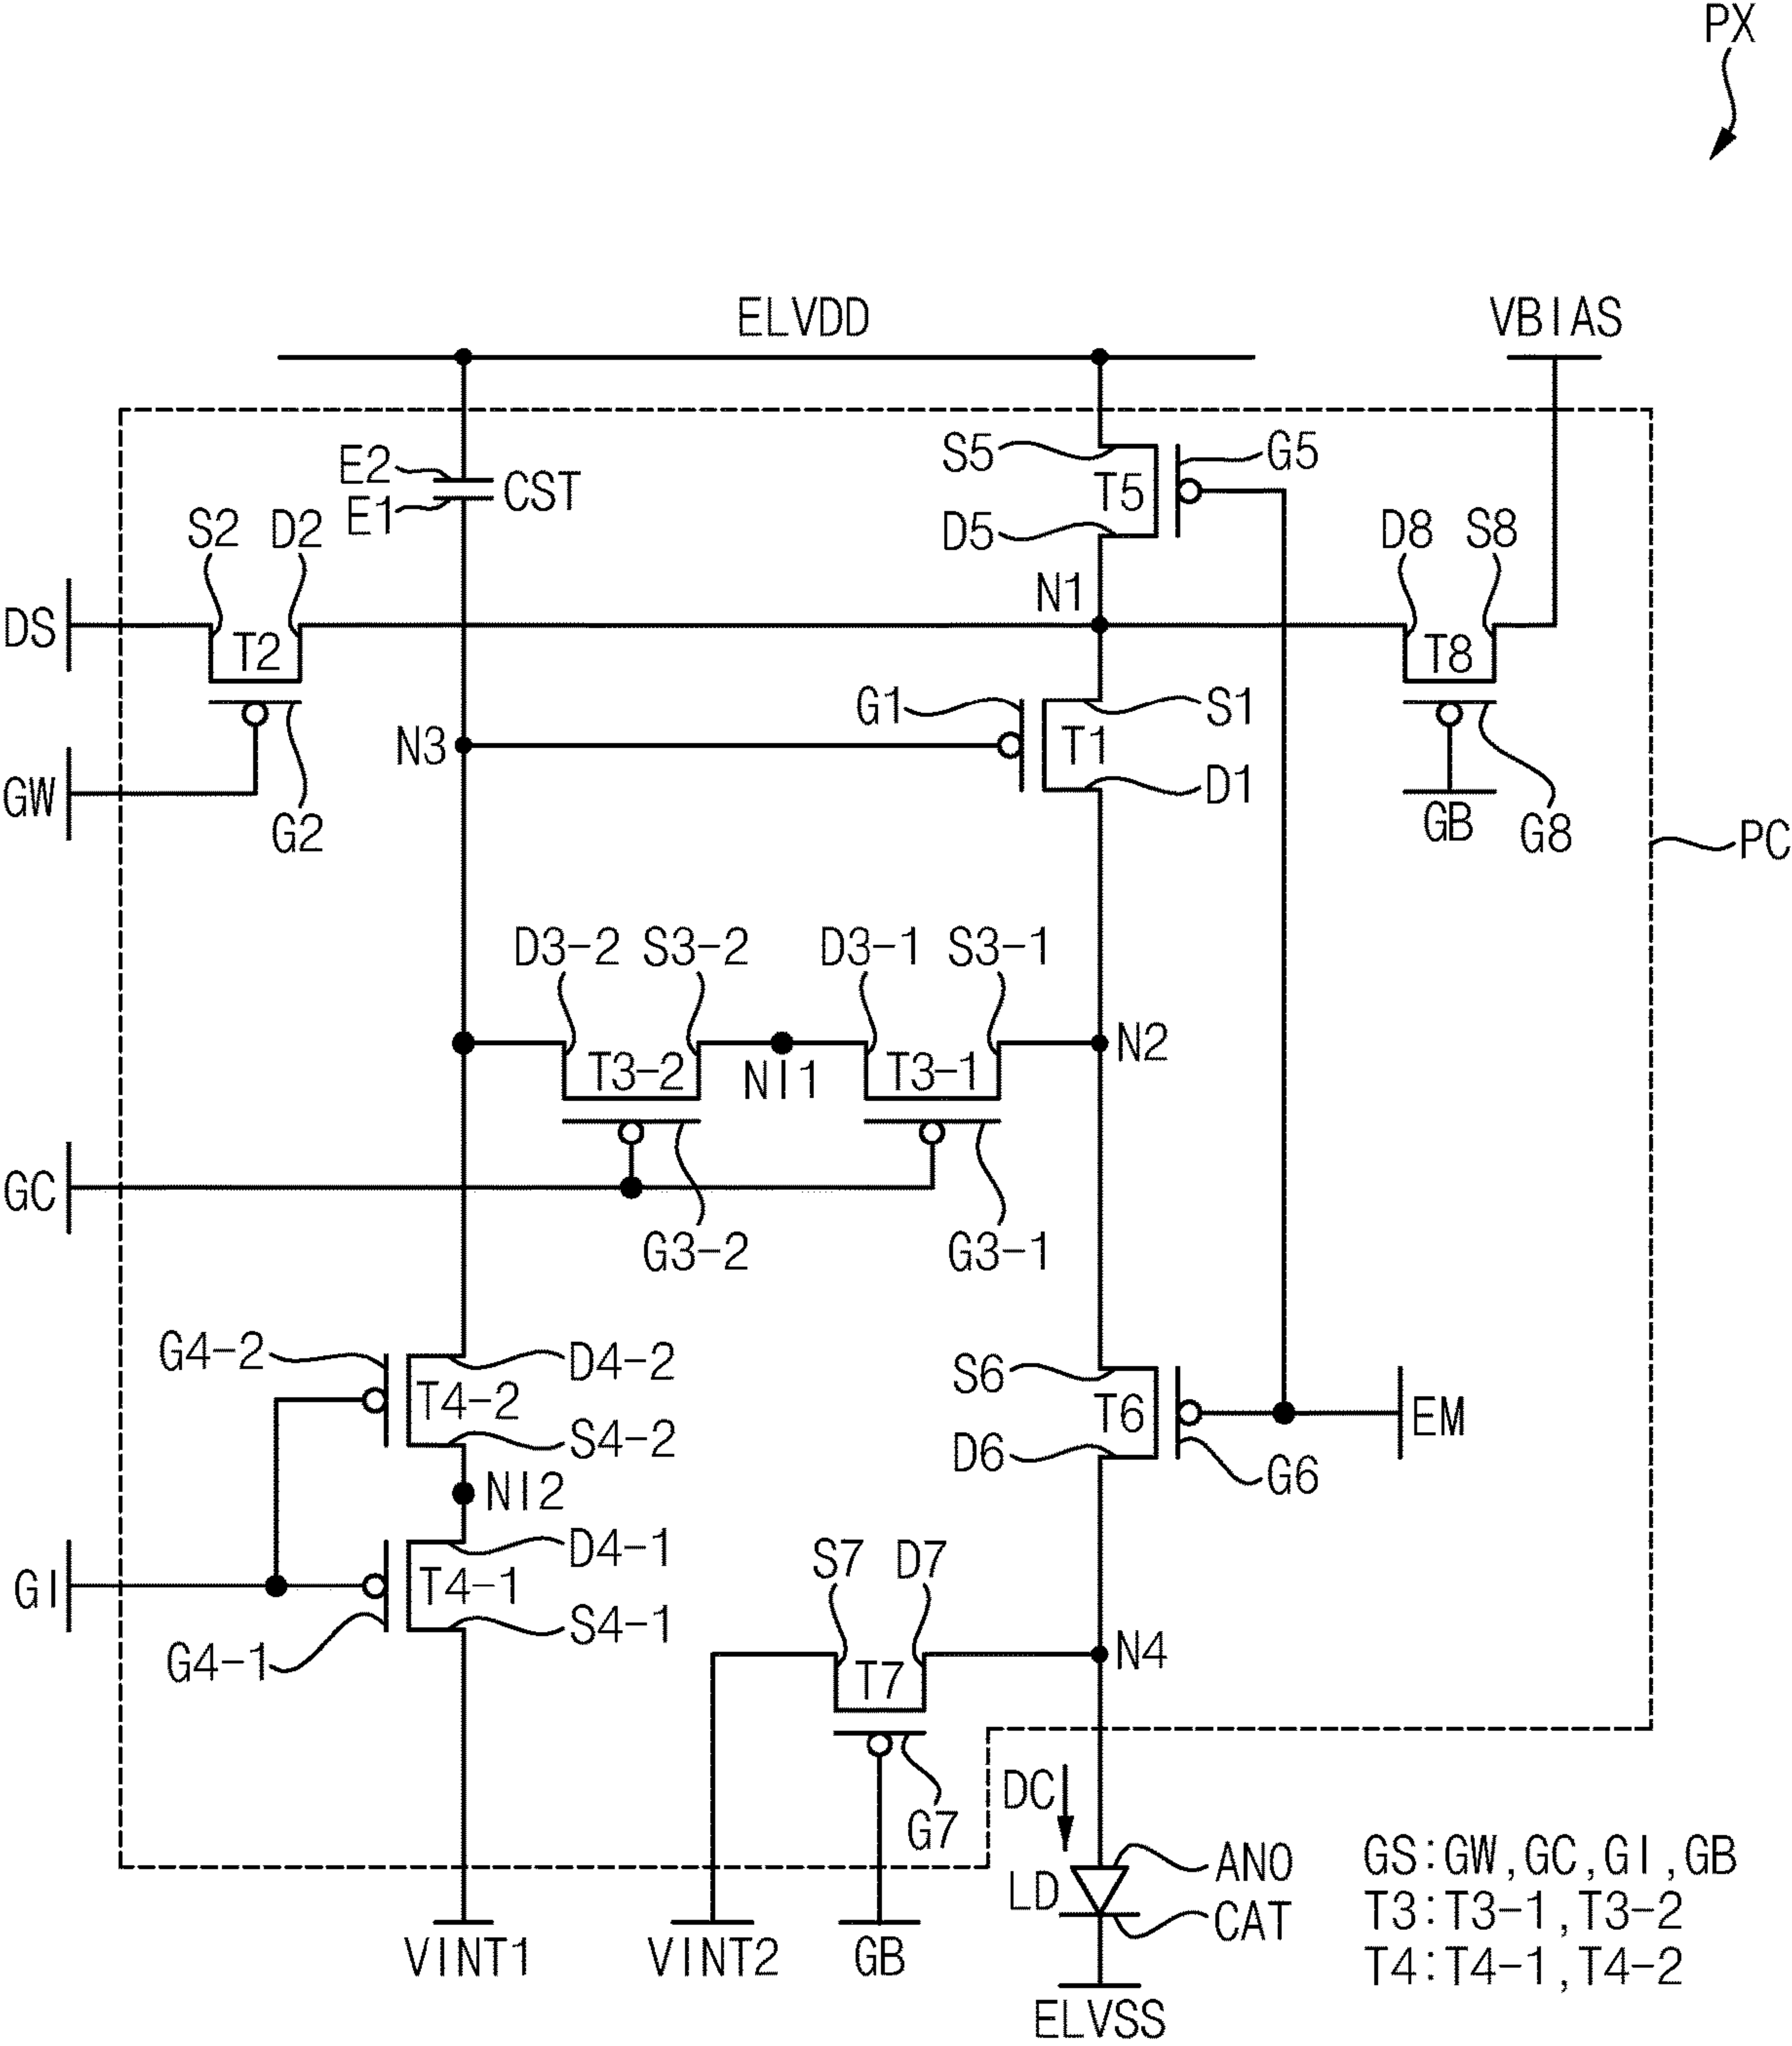 PX
ELVDD
VBIAS
E2
CST
E1
S5
G5
T5
D5
S2
D2
D8
S8
N1
DS
T2
T8
G1
S1
N3
T1
D1
GW
G2
GB
G8
PC
D3-2
S3-2
D3-1
S3-1
N2
T3-2
NI1
T3-1
GC
G3-2
G3-1
G4-2
D4-2
S6
T4-2
T6
EM
S4-2
D6
G6
NI2
D4-1
S7
D7
GI
T4-1
S4-1
N4
G4-1
T7
DC
G7
ANO
LD
CAT
GS:GW,GC,GI,GB
T3:T3-1,T3-2
T4:T4-1,T4-2
VINT1
VINT2
GB
ELVSS